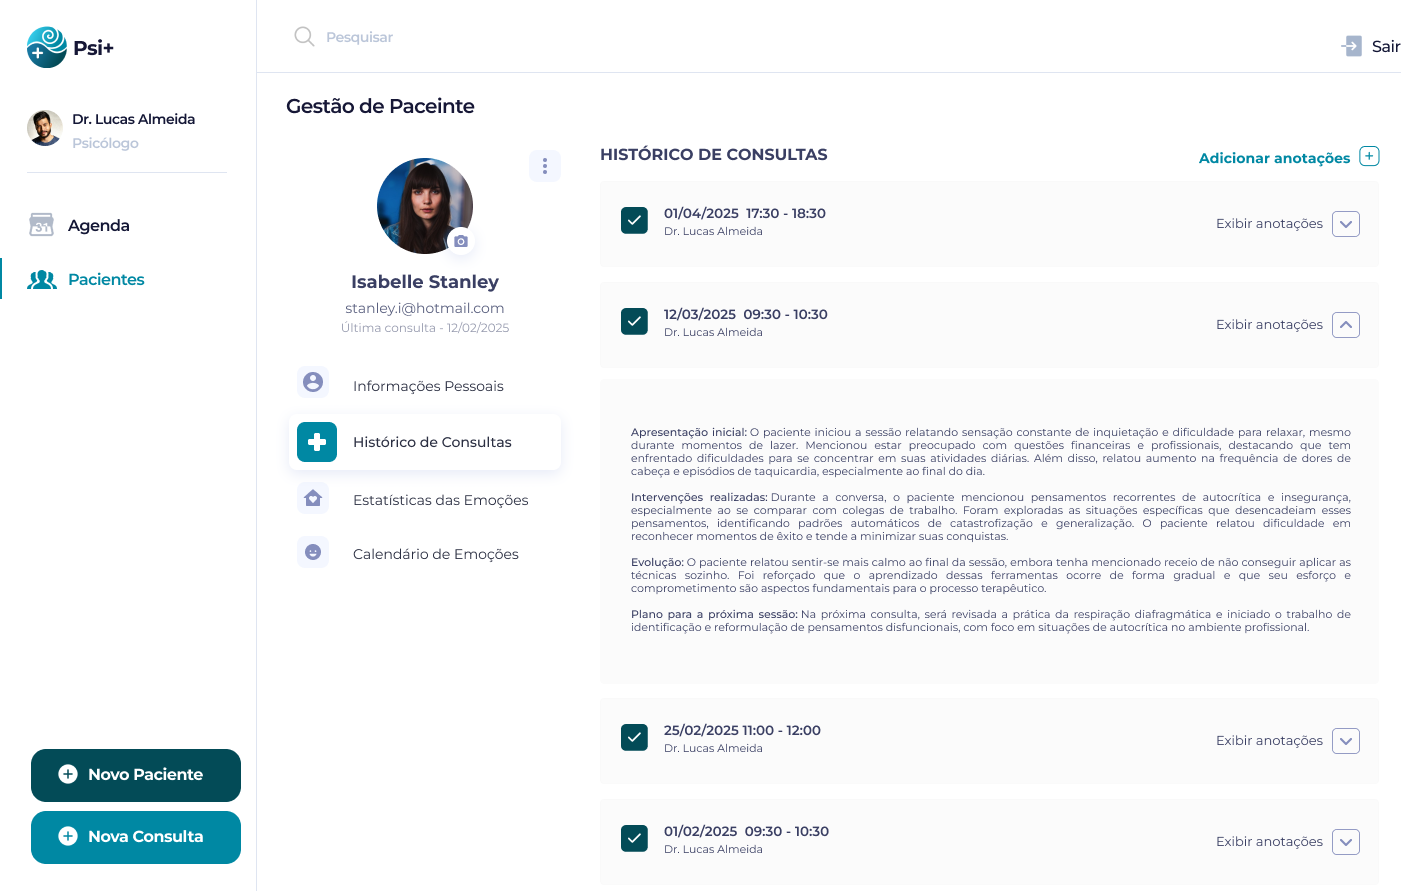 Psi+
Pesquisar
Sair
Dr. Lucas Almeida
Psicólogo
31
Agenda
Pacientes
Novo Paciente
Nova Consulta
Gestão de Paceinte
Isabelle Stanley
stanley.i@hotmail.com
Última consulta - 12/02/2025
Informações Pessoais
Histórico de Consultas
Estatísticas das Emoções
Calendário de Emoções
HISTÓRICO DE CONSULTAS
Adicionar anotações
01/04/2025 17:30 - 18:30
Dr. Lucas Almeida
Exibir anotações
12/03/2025 09:30 - 10:30
Dr. Lucas Almeida
Exibir anotações
Apresentação inicial: O paciente iniciou a sessão relatando sensação constante de inquietação e dificuldade para relaxar, mesmo
durante momentos de lazer. Mencionou estar preocupado com questões financeiras e profissionais, destacando que tem
enfrentado dificuldades para se concentrar em suas atividades diárias. Além disso, relatou aumento na frequência de dores de
cabeça e episódios de taquicardia, especialmente ao final do dia.
Intervenções realizadas: Durante a conversa, o paciente mencionou pensamentos recorrentes de autocrítica e insegurança,
especialmente ao se comparar com colegas de trabalho. Foram exploradas as situações específicas que desencadeiam esses
pensamentos, identificando padrões automáticos de catastrofização e generalização. O paciente relatou dificuldade em
reconhecer momentos de êxito e tende a minimizar suas conquistas.
Evolução: O paciente relatou sentir-se mais calmo ao final da sessão, embora tenha mencionado receio de não conseguir aplicar as
técnicas sozinho. Foi reforçado que o aprendizado dessas ferramentas ocorre de forma gradual e que seu esforço e
comprometimento são aspectos fundamentais para o processo terapêutico.
Plano para a próxima sessão: Na próxima consulta, será revisada a prática da respiração diafragmática e iniciado o trabalho de
identificação e reformulação de pensamentos disfuncionais, com foco em situações de autocrítica no ambiente profissional.
25/02/2025 11:00 - 12:00
Dr. Lucas Almeida
Exibir anotações
01/02/2025 09:30 - 10:30
Dr. Lucas Almeida
Exibir anotações